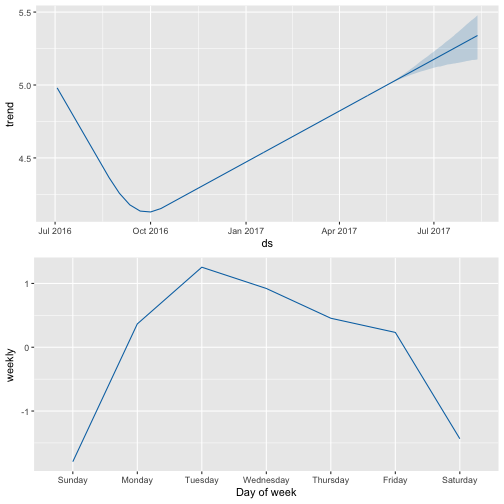 5.5
5.0
4.5
trend
Jul 2016
Oct 2016
Jan 2017
Apr 2017
Jul 2017
ds
1
0
-1
weekly
Sunday
Monday
Tuesday
Wednesday
Thursday
Friday
Saturday
Day of week